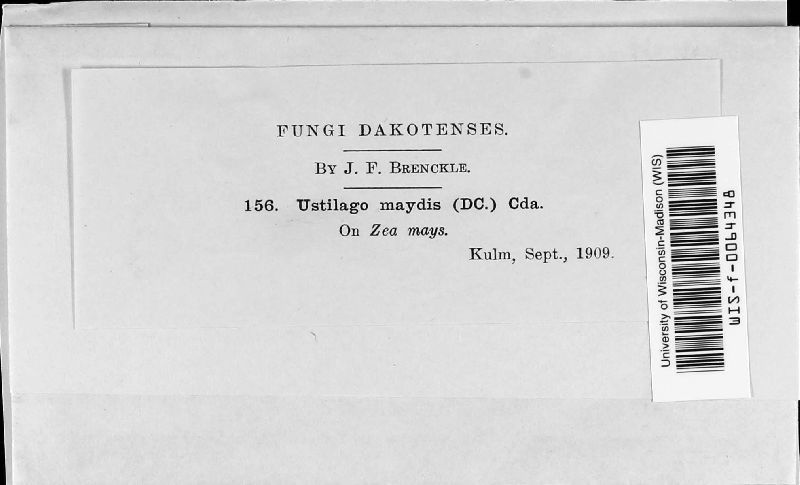 FUNGI DAKOTENSES.
BY J. F. BRENCKLE.
156. Ustilago maydis (DC.) Cda.
On Zea mays.
Kulm, Sept., 1909.
University of Wisconsin-Madison (WIS)
WIS-f-0064348